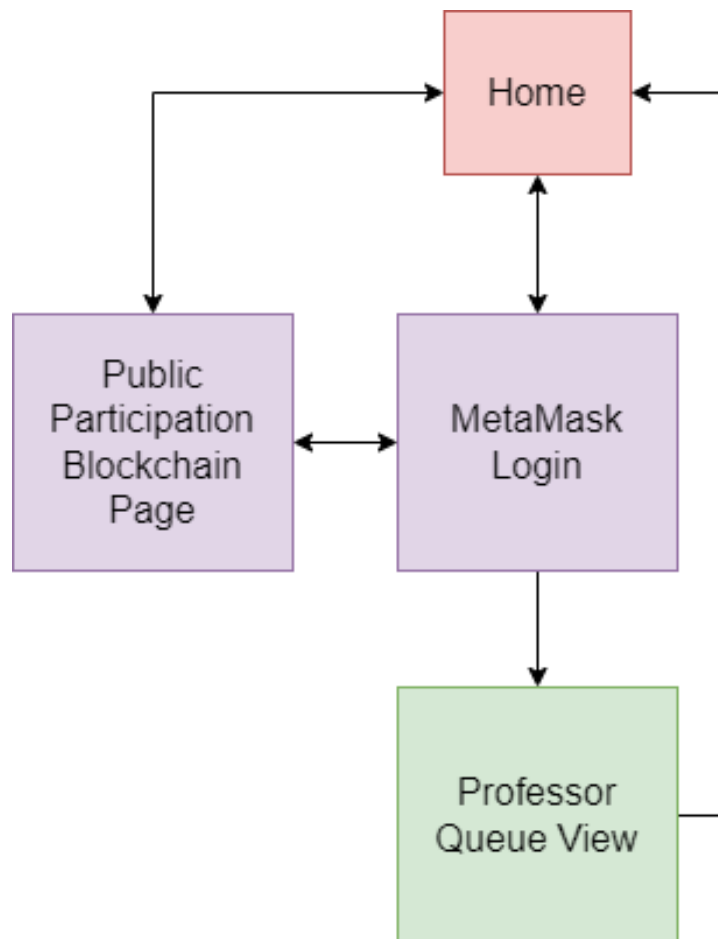 Home
Public
Participation
Blockchain
Page
MetaMask
Login
Professor
Queue View